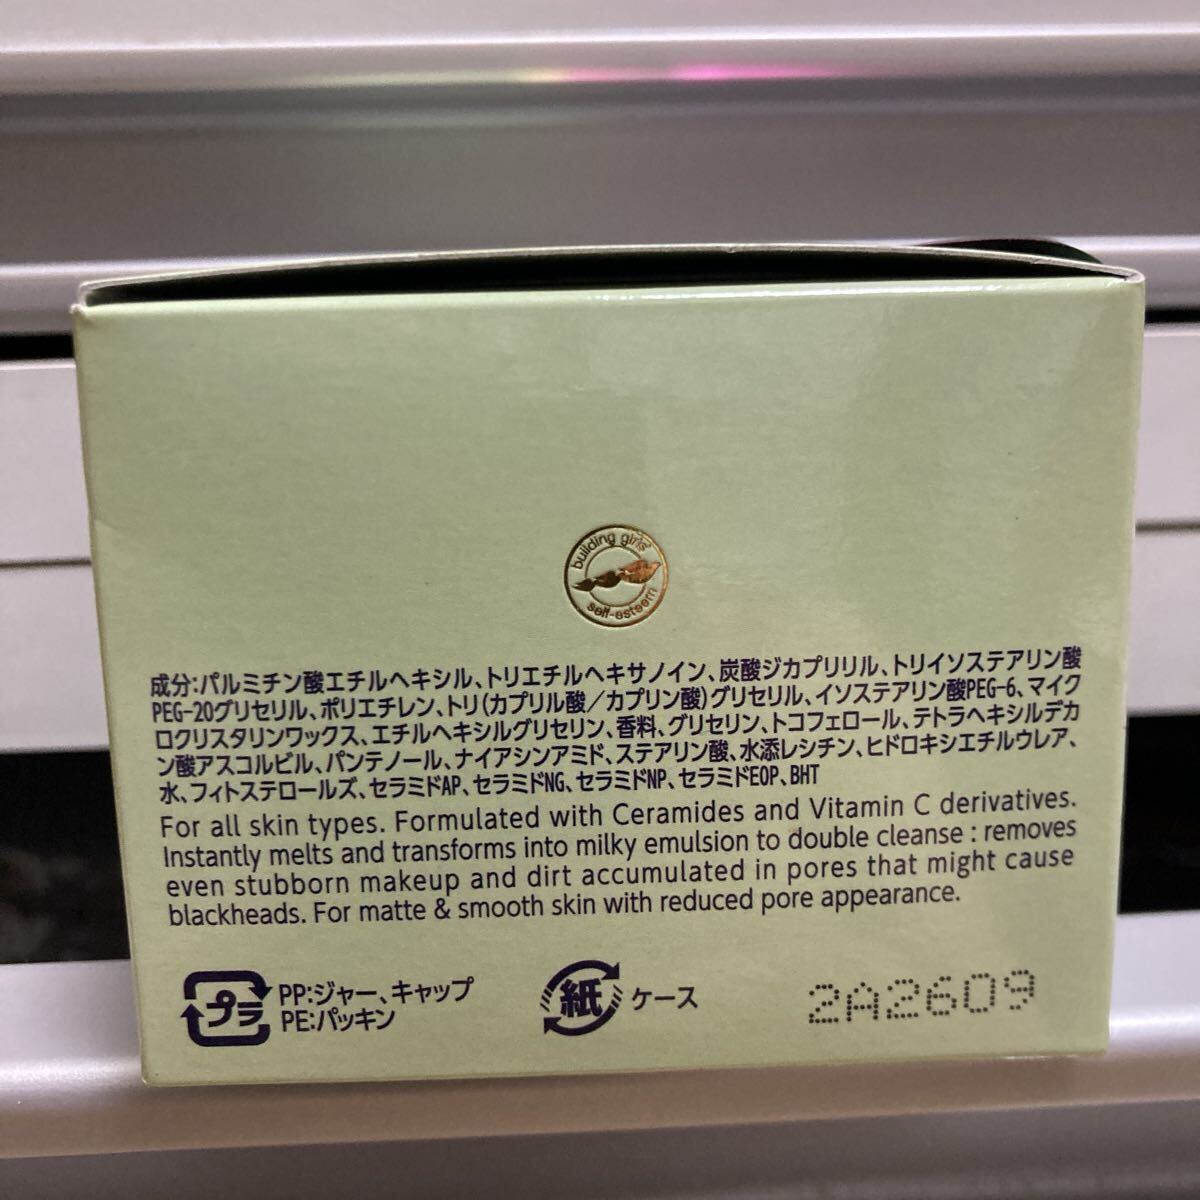 building girls'
self-esteem
成分:パルミチン酸エチルヘキシル、トリエチルヘキサノイン、炭酸ジカプリリル、トリイソステアリン酸
PEG-20グリセリル、ポリエチレン、トリ(カプリル酸/カプリン酸)グリセリル、イソステアリン酸PEG-6、マイク
ロクリスタリンワックス、エチルヘキシルグリセリン、香料、グリセリン、トコフェロール、テトラヘキシルデカ
ン酸アスコルビル、パンテノール、ナイアシンアミド、ステアリン酸、水添レシチン、ヒドロキシエチルウレア、
水、フィトステロールズ、セラミドAP、セラミドNG、セラミドNP、セラミドEOP、BHT
For all skin types. Formulated with Ceramides and Vitamin C derivatives.
Instantly melts and transforms into milky emulsion to double cleanse : removes
even stubborn makeup and dirt accumulated in pores that might cause
blackheads. For matte & smooth skin with reduced pore appearance.
プラ PP:ジャー、キャップ
PE:パッキン
紙 ケース
2A2609